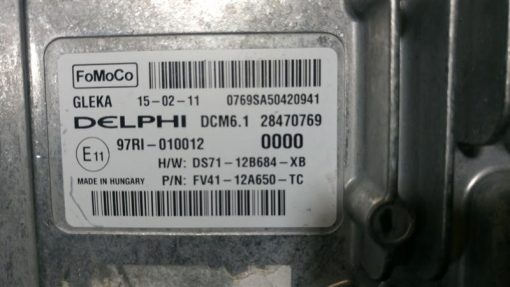 FoMoCo
GLEKA 15-02-11 0769SA50420941
DELPHI DCM6.1 28470769
E11 97RI-010012 0000
H/W: DS71-12B684-XB
MADE IN HUNGARY P/N: FV41-12A650-TC